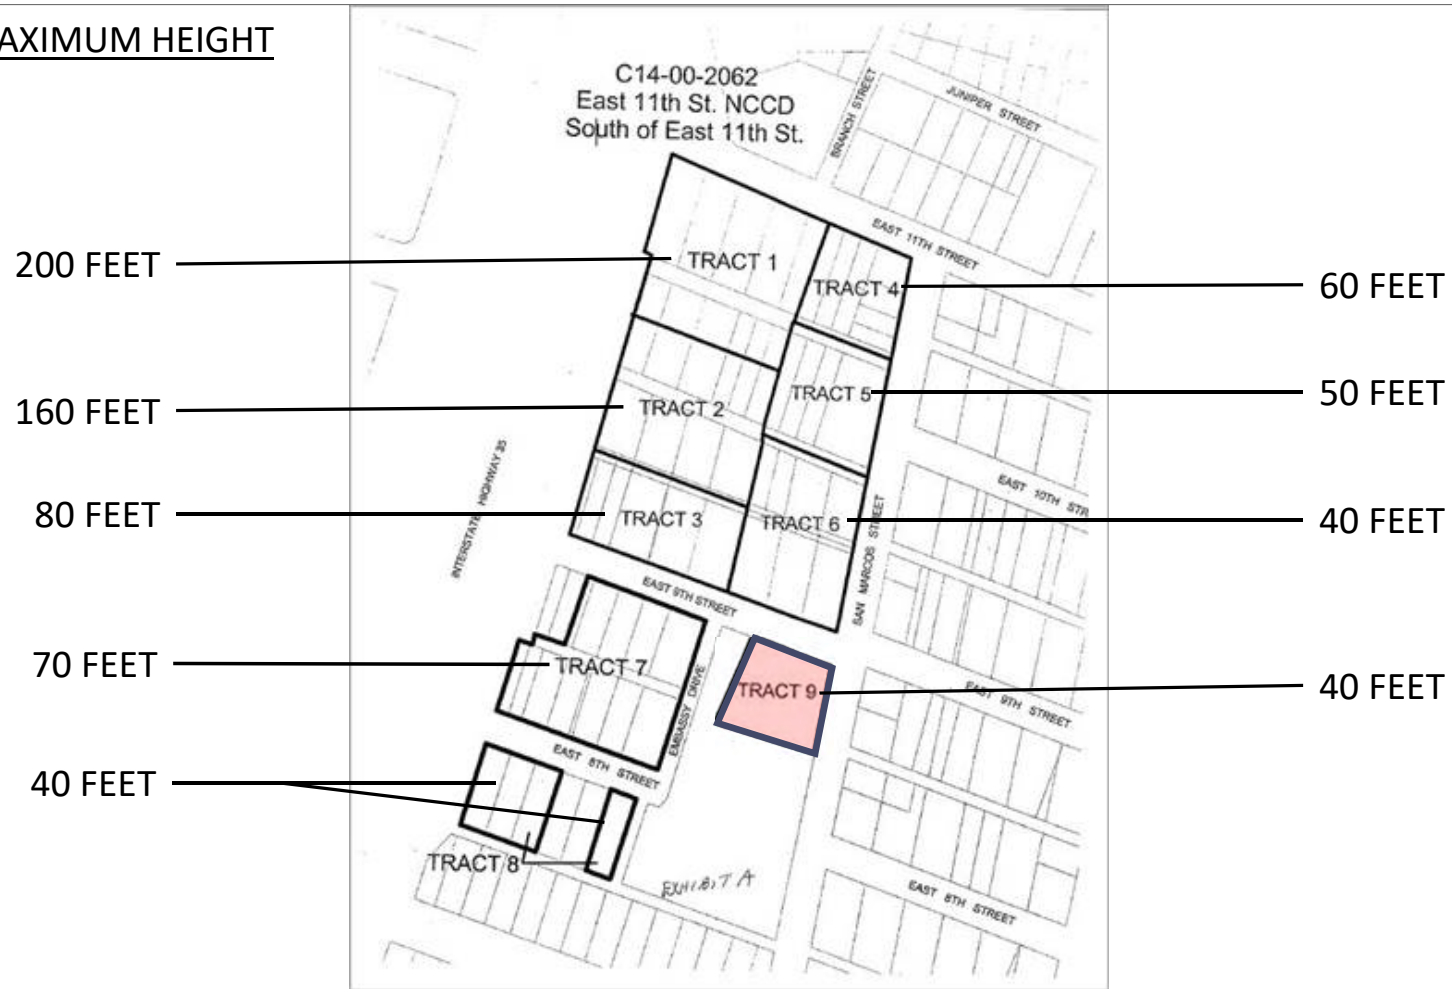 AXIMUM HEIGHT
C14-00-2062
East 11th St. NCCD
South of East 11th St.
BRANCH STREET
JUNIPER STREET
EAST 11TH STREET
200 FEET
TRACT 1
TRACT 4
60 FEET
160 FEET
TRACT 2
TRACT 5
50 FEET
INTERSTATE HIGHWAY 35
EAST 10TH STR
80 FEET
TRACT 3
TRACT 6
40 FEET
SAN MARCOS STREET
EAST 9TH STREET
70 FEET
TRACT 7
EMBASSY DRIVE
TRACT 9
40 FEET
EAST 9TH STREET
EAST 8TH STREET
40 FEET
TRACT 8
EXHIBIT A
EAST 8TH STREET